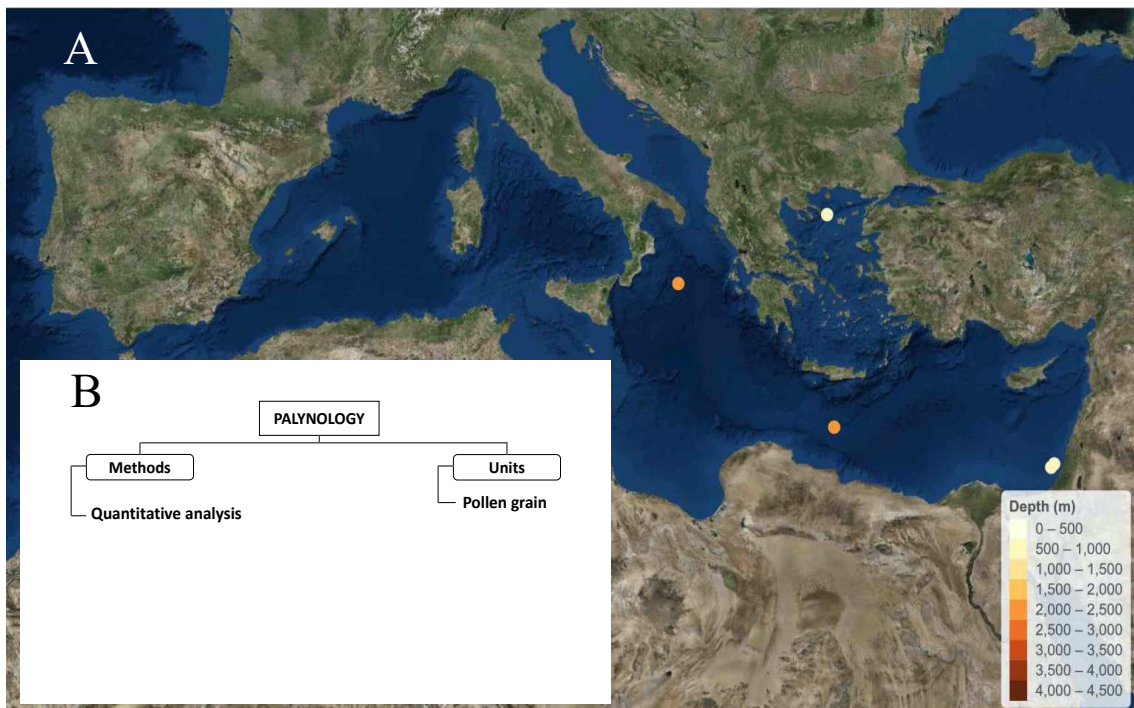 A
B
PALYNOLOGY
Methods
Units
Quantitative analysis
Pollen grain
Depth (m)
0 – 500
500 – 1,000
1,000 – 1,500
1,500 – 2,000
2,000 – 2,500
2,500 – 3,000
3,000 – 3,500
3,500 – 4,000
4,000 – 4,500